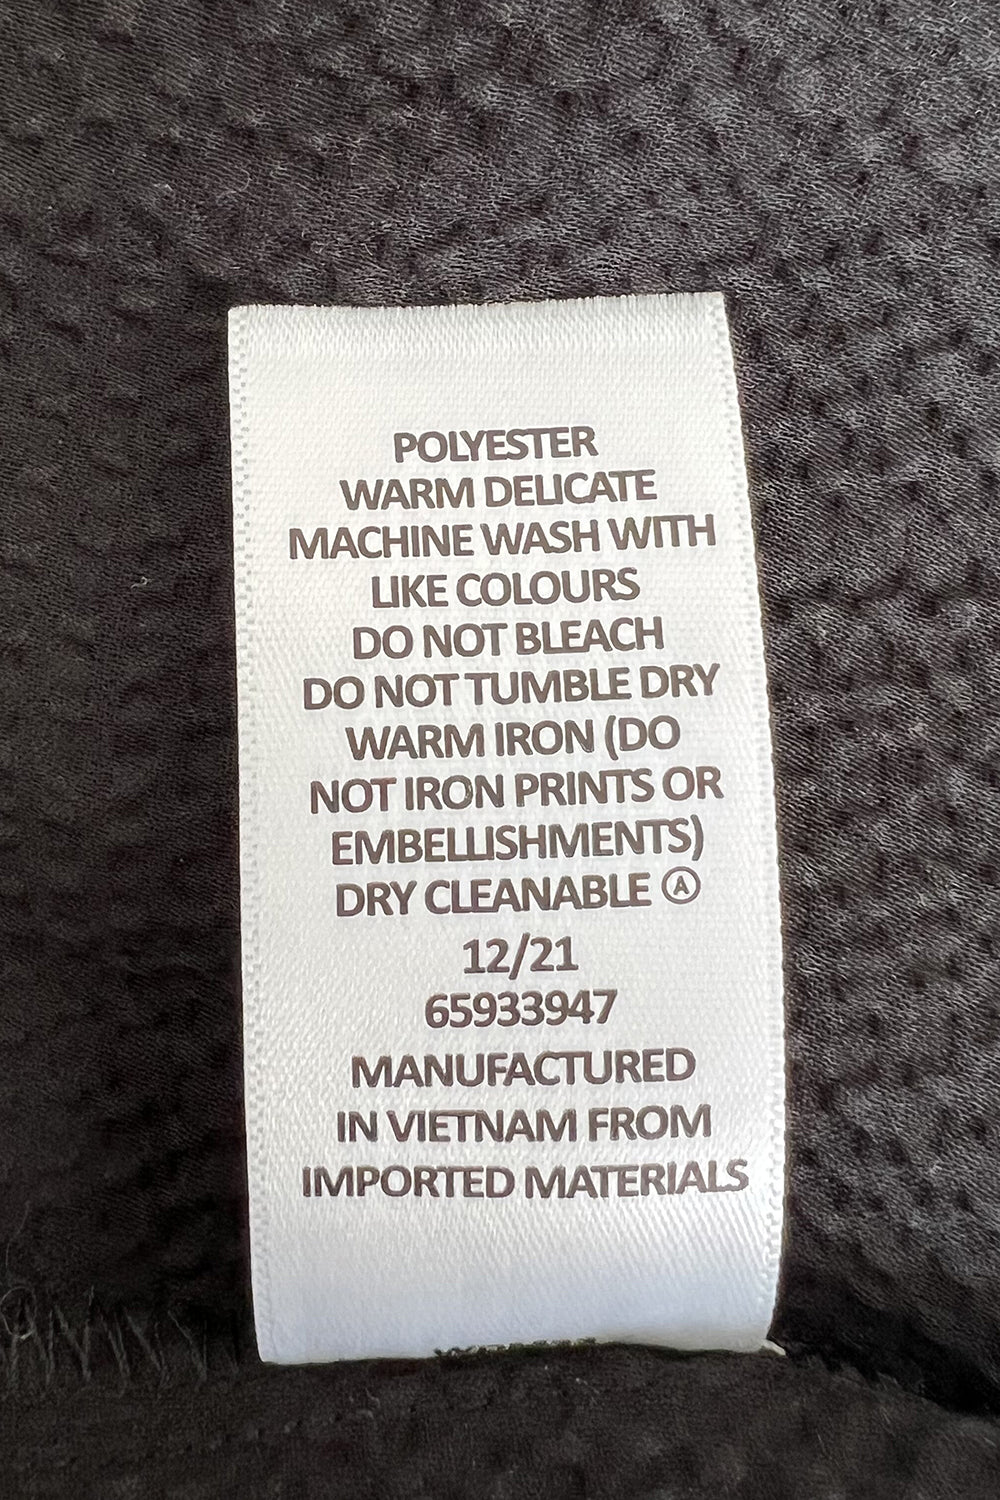 POLYESTER
WARM DELICATE
MACHINE WASH WITH
LIKE COLOURS
DO NOT BLEACH
DO NOT TUMBLE DRY
WARM IRON (DO
NOT IRON PRINTS OR
EMBELLISHMENTS)
DRY CLEANABLE Ⓐ
12/21
65933947
MANUFACTURED
IN VIETNAM FROM
IMPORTED MATERIALS